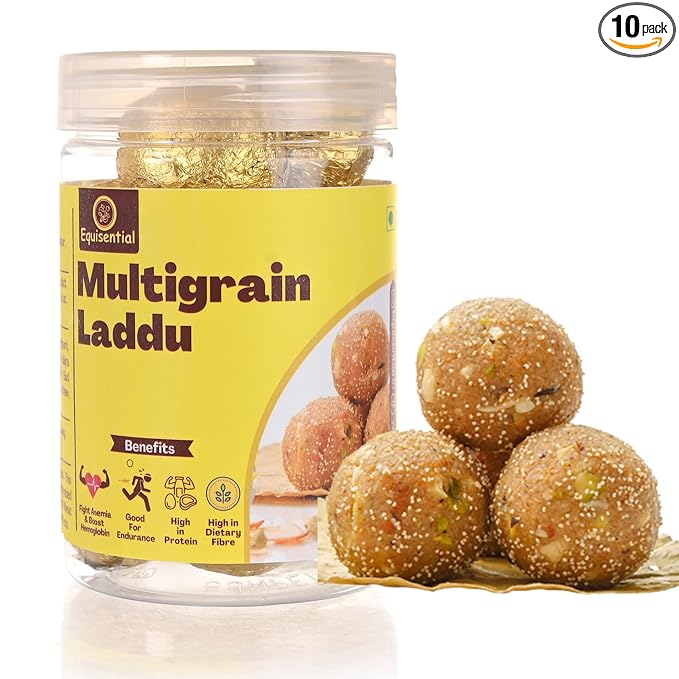 10 pack
Equisential
Multigrain
Laddu
Benefits
Fight Anemia
& Boost
Hemoglobin
Good
For
Endurance
High
in
Protein
High in
Dietary
Fibre